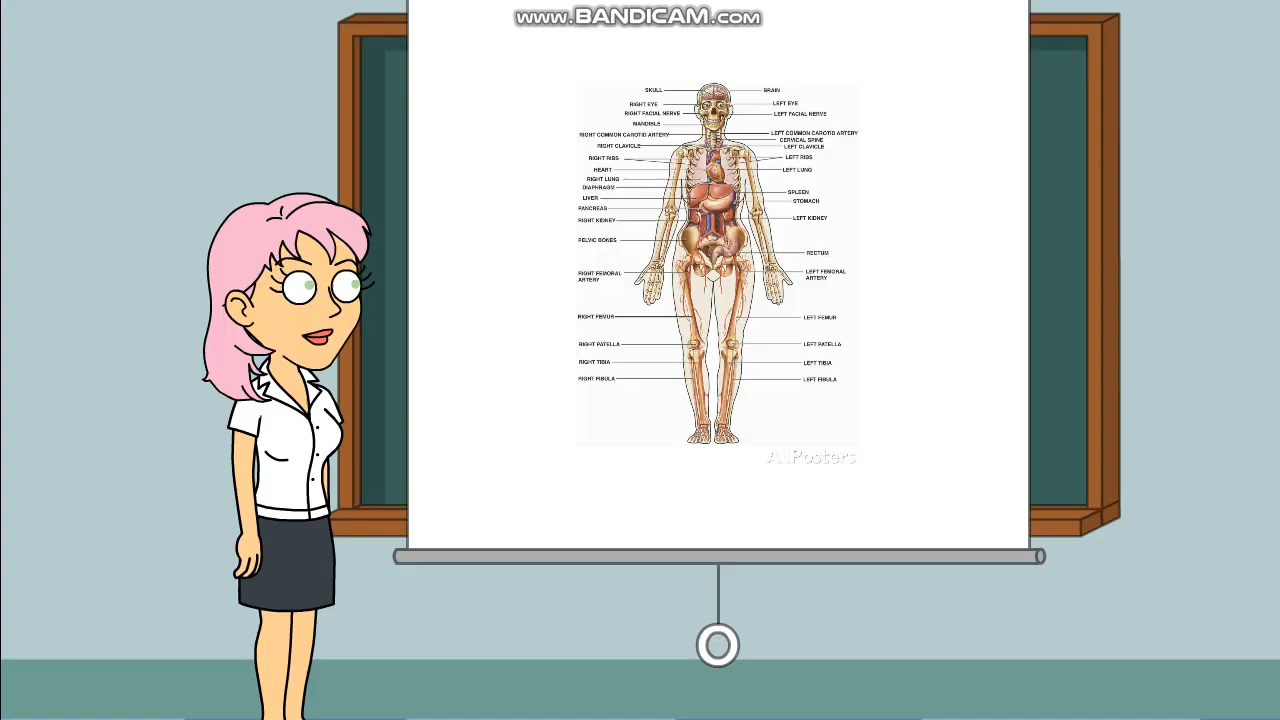 www.BANDICAM.com
SKULL
BRAIN
RIGHT EYE
LEFT EYE
RIGHT FACIAL NERVE
LEFT FACIAL NERVE
MANDIBLE
RIGHT COMMON CAROTID ARTERY
LEFT COMMON CAROTID ARTERY
CERVICAL SPINE
RIGHT CLAVICLE
LEFT CLAVICLE
RIGHT RIBS
LEFT RIBS
HEART
LEFT LUNG
RIGHT LUNG
DIAPHRAGM
SPLEEN
LIVER
STOMACH
PANCREAS
RIGHT KIDNEY
LEFT KIDNEY
PELVIC BONES
RECTUM
RIGHT FEMORAL
ARTERY
LEFT FEMORAL
ARTERY
RIGHT FEMUR
LEFT FEMUR
RIGHT PATELLA
LEFT PATELLA
RIGHT TIBIA
LEFT TIBIA
RIGHT FIBULA
LEFT FIBULA
AllPosters